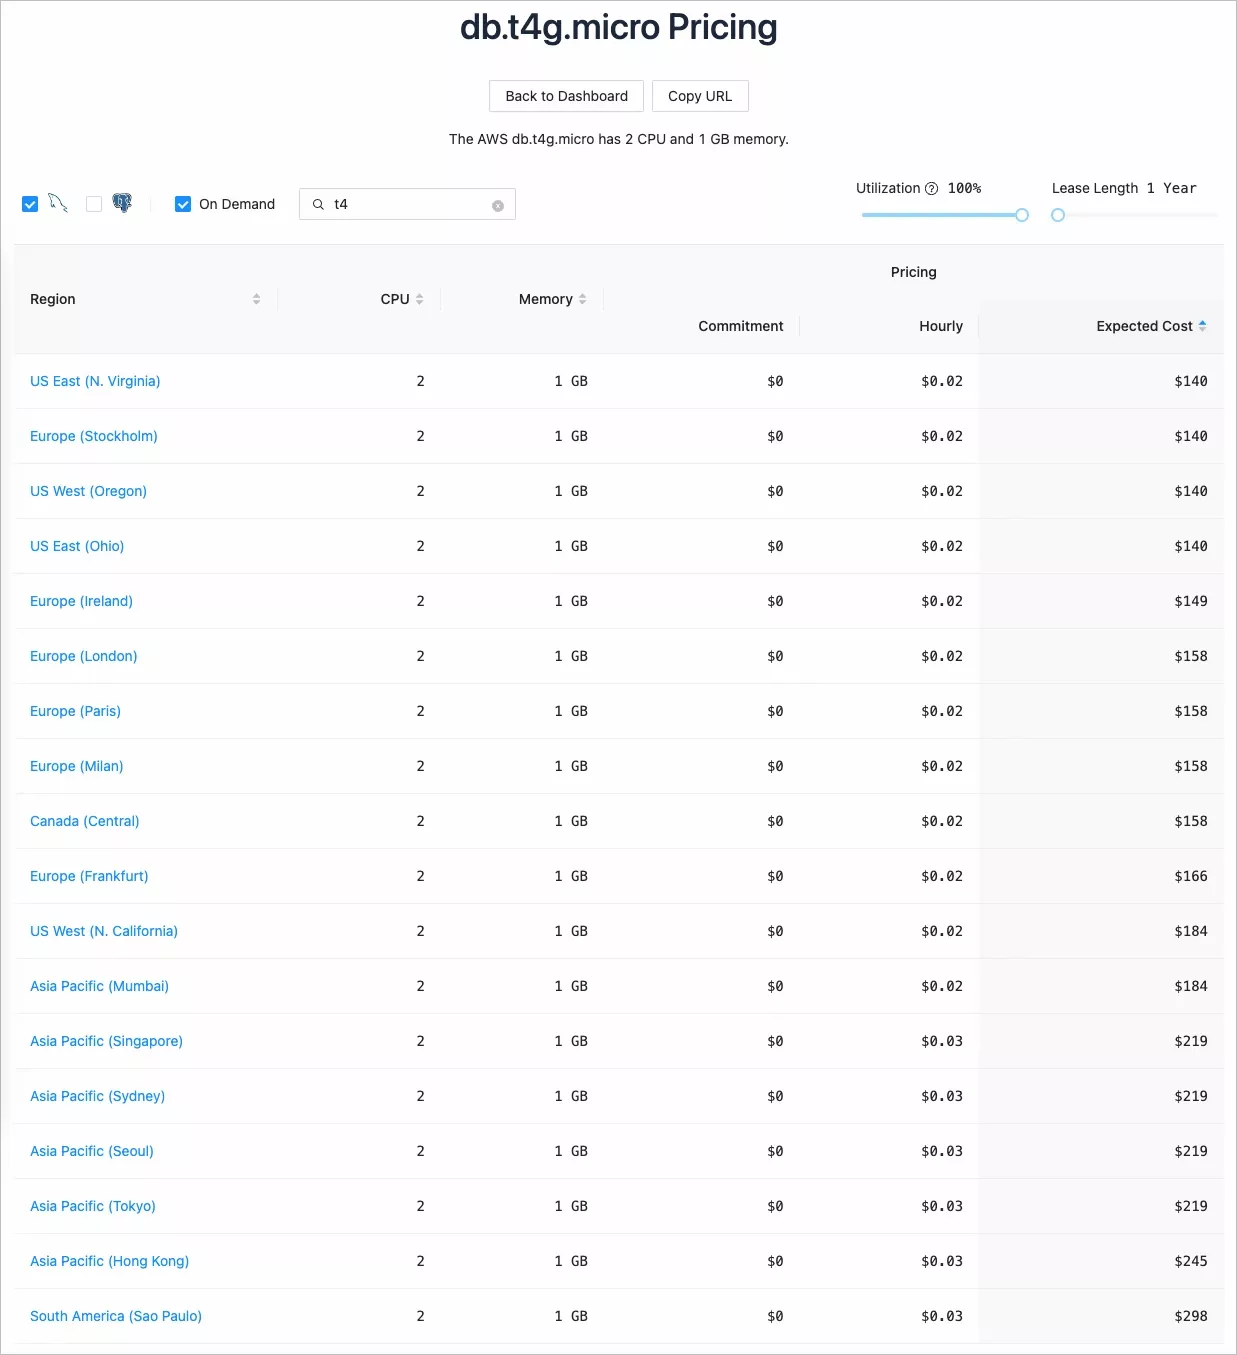 db.t4g.micro Pricing
Back to Dashboard Copy URL
The AWS db.t4g.micro has 2 CPU and 1 GB memory.
On Demand t4 Utilization 100% Lease Length 1 Year
Pricing
Region CPU Memory
Commitment Hourly Expected Cost
US East (N. Virginia) 2 1 GB $0 $0.02 $140
Europe (Stockholm) 2 1 GB $0 $0.02 $140
US West (Oregon) 2 1 GB $0 $0.02 $140
US East (Ohio) 2 1 GB $0 $0.02 $140
Europe (Ireland) 2 1 GB $0 $0.02 $149
Europe (London) 2 1 GB $0 $0.02 $158
Europe (Paris) 2 1 GB $0 $0.02 $158
Europe (Milan) 2 1 GB $0 $0.02 $158
Canada (Central) 2 1 GB $0 $0.02 $158
Europe (Frankfurt) 2 1 GB $0 $0.02 $166
US West (N. California) 2 1 GB $0 $0.02 $184
Asia Pacific (Mumbai) 2 1 GB $0 $0.02 $184
Asia Pacific (Singapore) 2 1 GB $0 $0.03 $219
Asia Pacific (Sydney) 2 1 GB $0 $0.03 $219
Asia Pacific (Seoul) 2 1 GB $0 $0.03 $219
Asia Pacific (Tokyo) 2 1 GB $0 $0.03 $219
Asia Pacific (Hong Kong) 2 1 GB $0 $0.03 $245
South America (Sao Paulo) 2 1 GB $0 $0.03 $298